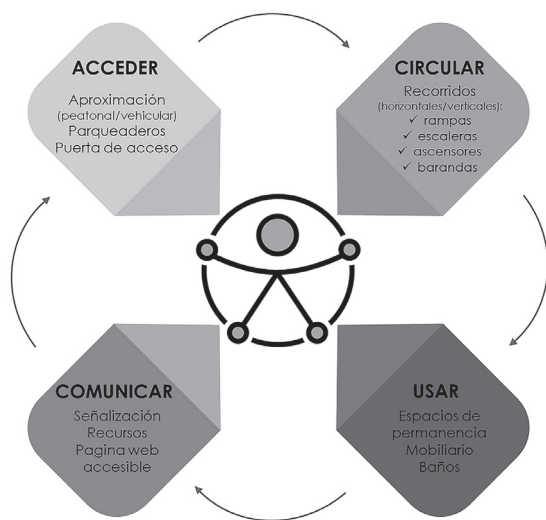 ACCEDER
Aproximación
(peatonal/vehicular)
Parqueaderos
Puerta de acceso
CIRCULAR
Recorridos
(horizontales/verticales):
✓ rampas
✓ escaleras
✓ ascensores
✓ barandas
COMUNICAR
Señalización
Recursos
Pagina web
accesible
USAR
Espacios de
permanencia
Mobiliario
Baños